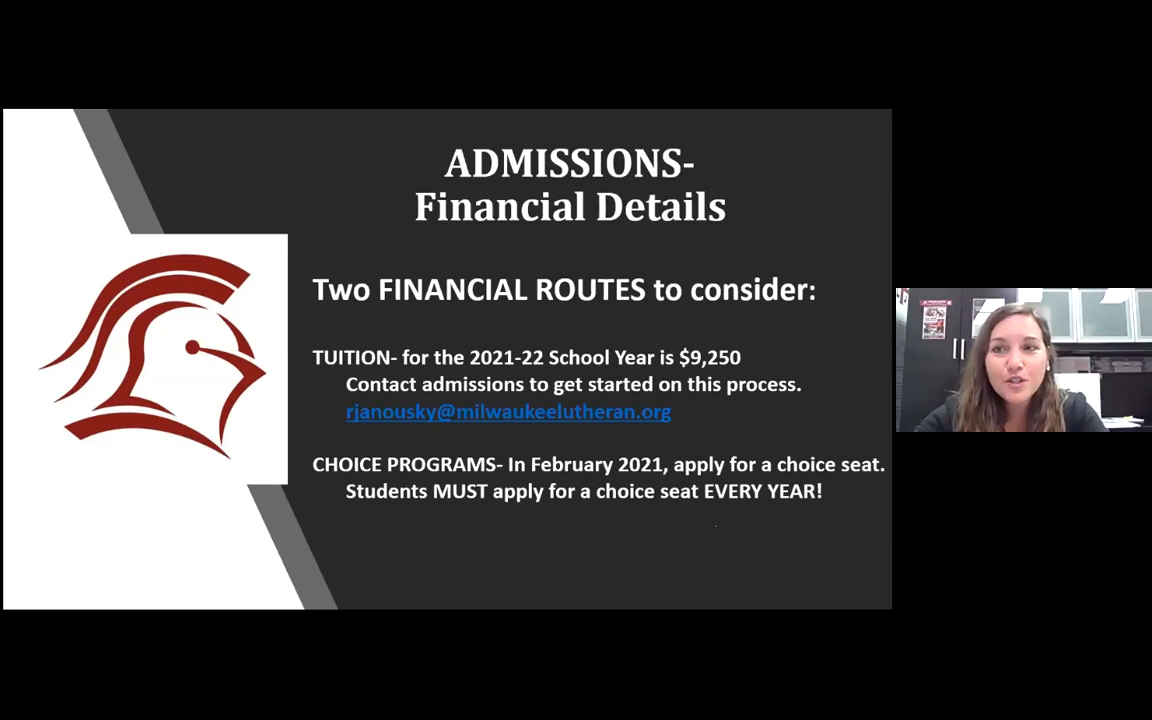 ADMISSIONS-
Financial Details
Two FINANCIAL ROUTES to consider:
TUITION- for the 2021-22 School Year is $9,250
Contact admissions to get started on this process.
rjanousky@milwaukeelutheran.org
CHOICE PROGRAMS- In February 2021, apply for a choice seat.
Students MUST apply for a choice seat EVERY YEAR!